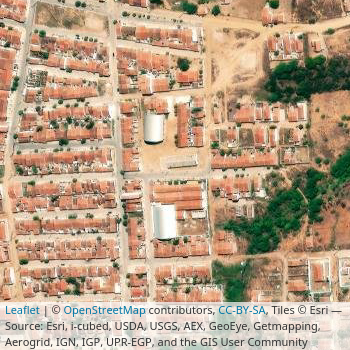 Leaflet | © OpenStreetMap contributors, CC-BY-SA, Tiles © Esri —
Source: Esri, i-cubed, USDA, USGS, AEX, GeoEye, Getmapping,
Aerogrid, IGN, IGP, UPR-EGP, and the GIS User Community